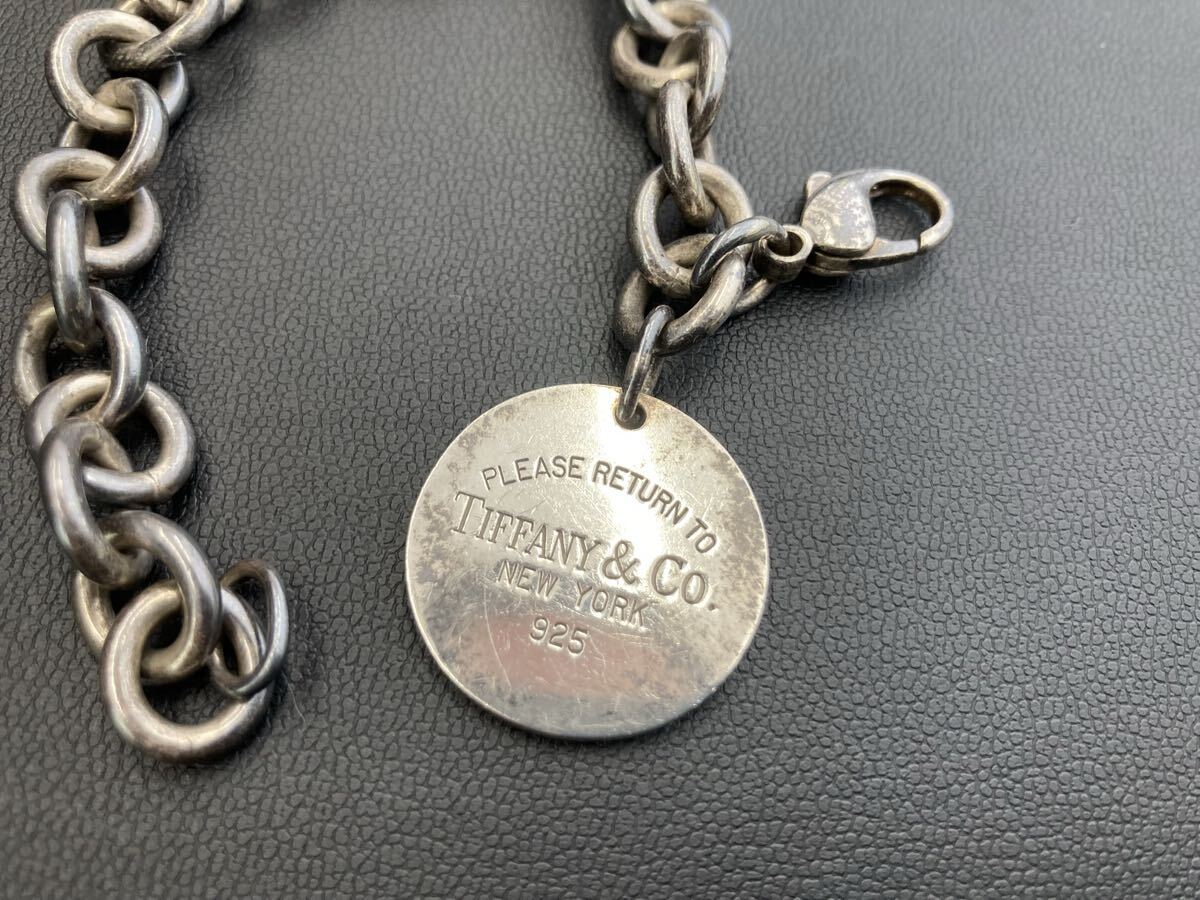 PLEASE RETURN TO
TIFFANY & CO.
NEW YORK
925